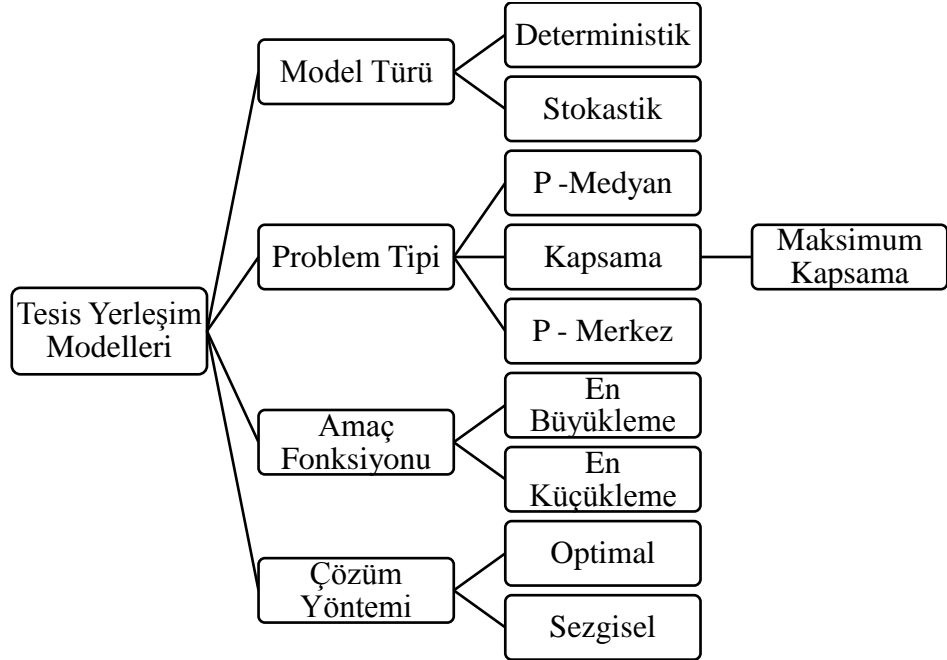 Tesis Yerleşim
Modelleri
Model Türü
Deterministik
Stokastik
Problem Tipi
P -Medyan
Kapsama
Maksimum
Kapsama
P - Merkez
Amaç
Fonksiyonu
En
Büyükleme
En
Küçükleme
Çözüm
Yöntemi
Optimal
Sezgisel